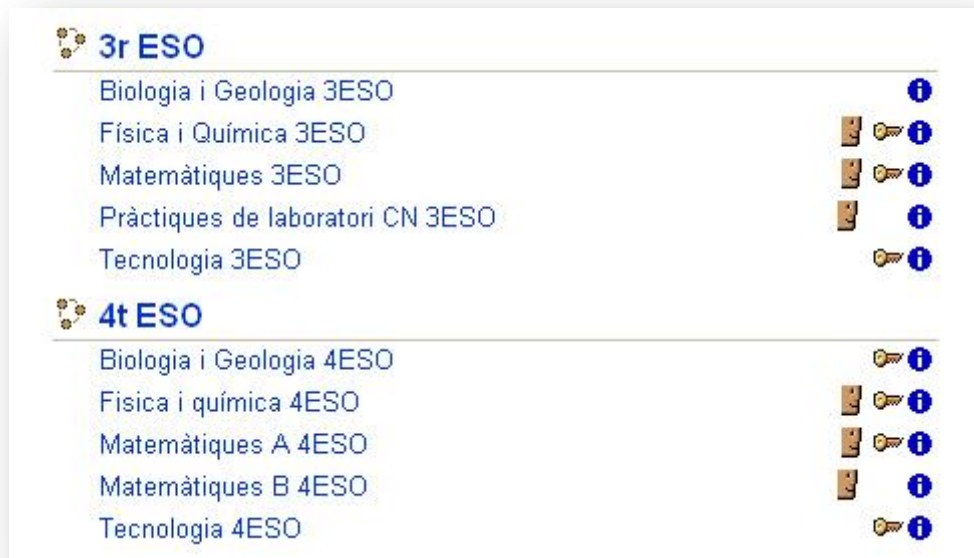 3r ESO
Biologia i Geologia 3ESO
Física i Química 3ESO
Matemàtiques 3ESO
Pràctiques de laboratori CN 3ESO
Tecnologia 3ESO
4t ESO
Biologia i Geologia 4ESO
Fisica i química 4ESO
Matemàtiques A 4ESO
Matemàtiques B 4ESO
Tecnologia 4ESO